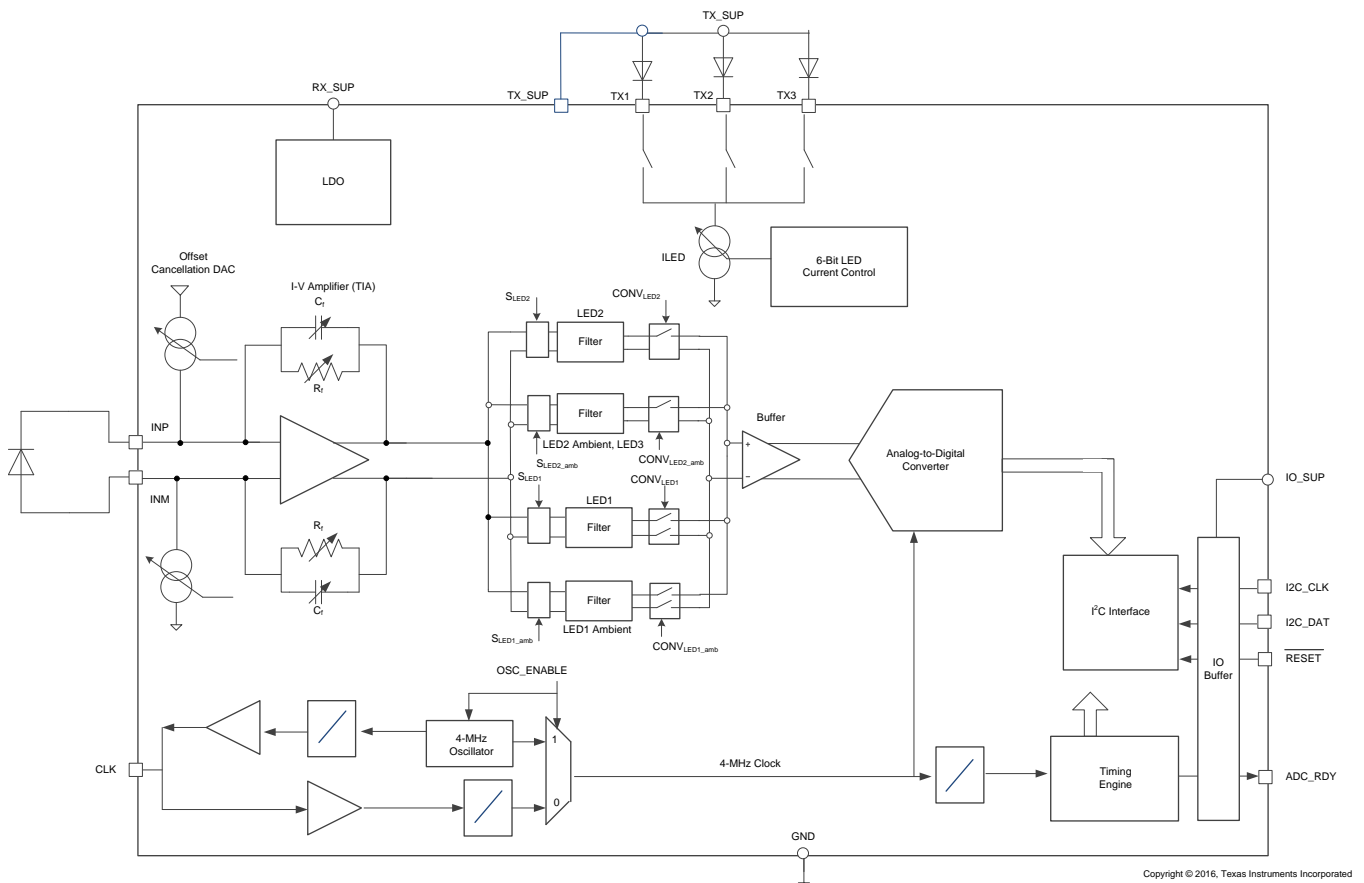 TX_SUP
RX_SUP
TX_SUP
TX1
TX2
TX3
LDO
ILED
6-Bit LED
Current Control
Offset
Cancellation DAC
I-V Amplifier (TIA)
Cf
Rf
SLED2
LED2
CONVLED2
Filter
Filter
LED2 Ambient, LED3
SLED2_amb
CONVLED2_amb
Buffer
+
−
Analog-to-Digital
Converter
INP
INM
SLED1
LED1
CONVLED1
Filter
Rf
Cf
Filter
LED1 Ambient
SLED1_amb
CONVLED1_amb
IO_SUP
I2C_CLK
I2C_DAT
RESET
I2C Interface
IO
Buffer
OSC_ENABLE
4-MHz
Oscillator
1
0
CLK
4-MHz Clock
Timing
Engine
ADC_RDY
GND
Copyright © 2016, Texas Instruments Incorporated